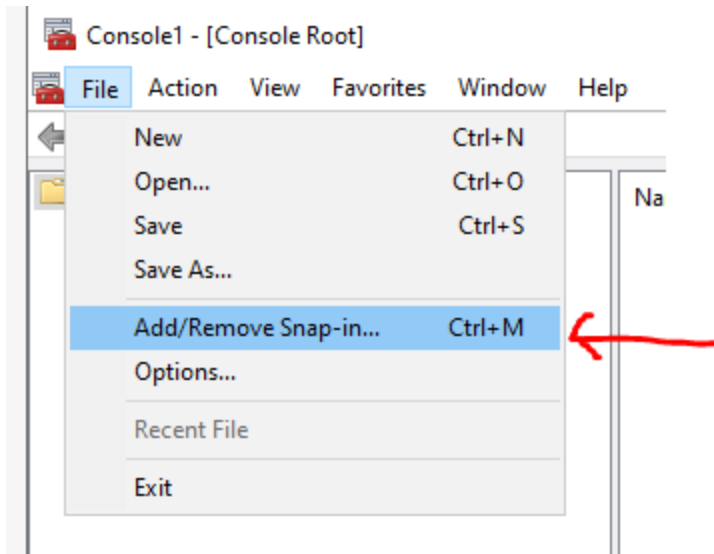 Console1 - [Console Root]
File Action View Favorites Window Help
New Ctrl+N
Open... Ctrl+O
Save Ctrl+S
Save As...
Na
Add/Remove Snap-in... Ctrl+M
Options...
Recent File
Exit